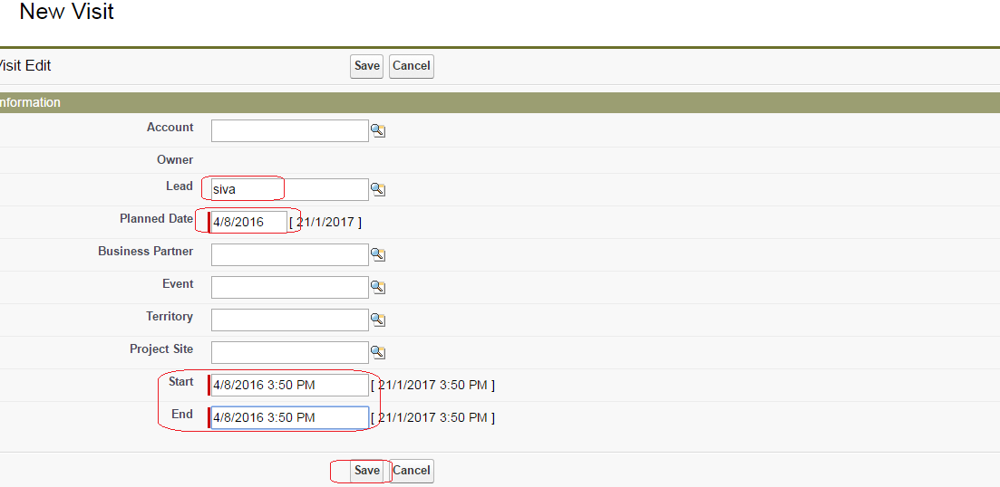 New Visit
Visit Edit Save Cancel
Information
Account
Owner
Lead siva
Planned Date 4/8/2016 [ 21/1/2017 ]
Business Partner
Event
Territory
Project Site
Start 4/8/2016 3:50 PM [ 21/1/2017 3:50 PM ]
End 4/8/2016 3:50 PM [ 21/1/2017 3:50 PM ]
Save Cancel